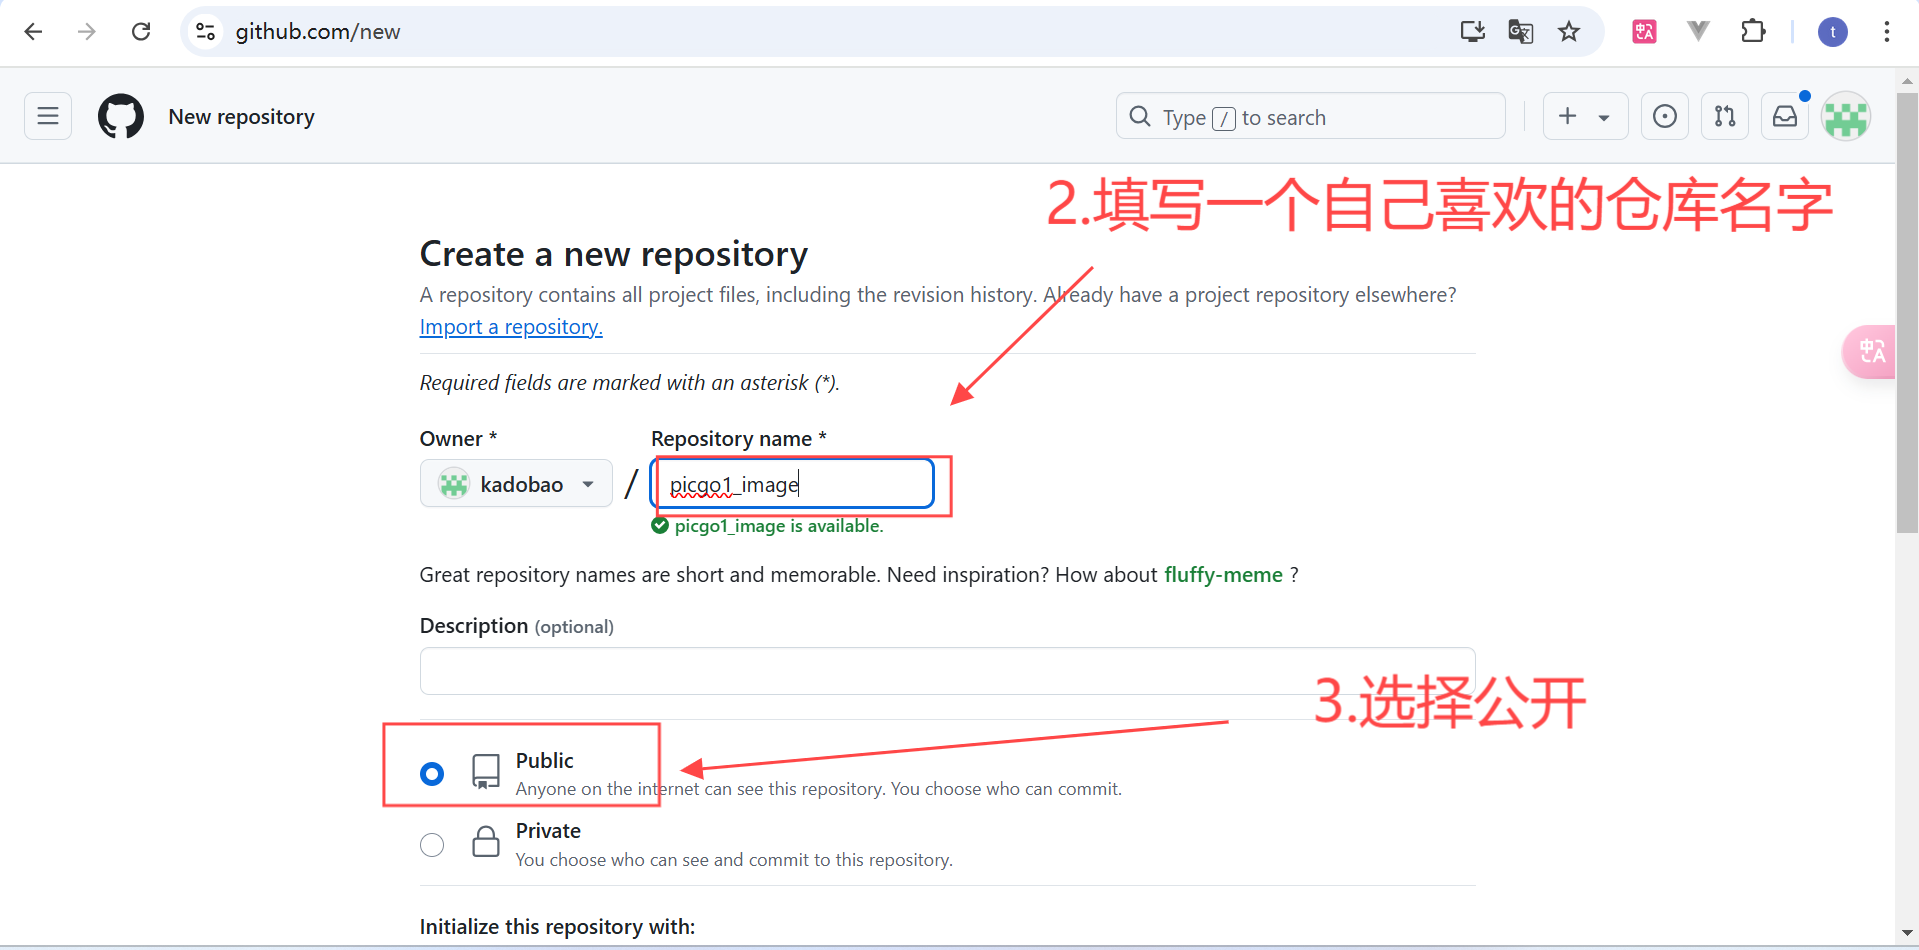 github.com/new
t
New repository
Type / to search
2.填写一个自己喜欢的仓库名字
Create a new repository
A repository contains all project files, including the revision history. Already have a project repository elsewhere?
Import a repository.
Required fields are marked with an asterisk (*).
Owner *
Repository name *
kadobao
/
picgo1_image
picgo1_image is available.
Great repository names are short and memorable. Need inspiration? How about fluffy-meme ?
Description (optional)
3.选择公开
Public
Anyone on the internet can see this repository. You choose who can commit.
Private
You choose who can see and commit to this repository.
Initialize this repository with: